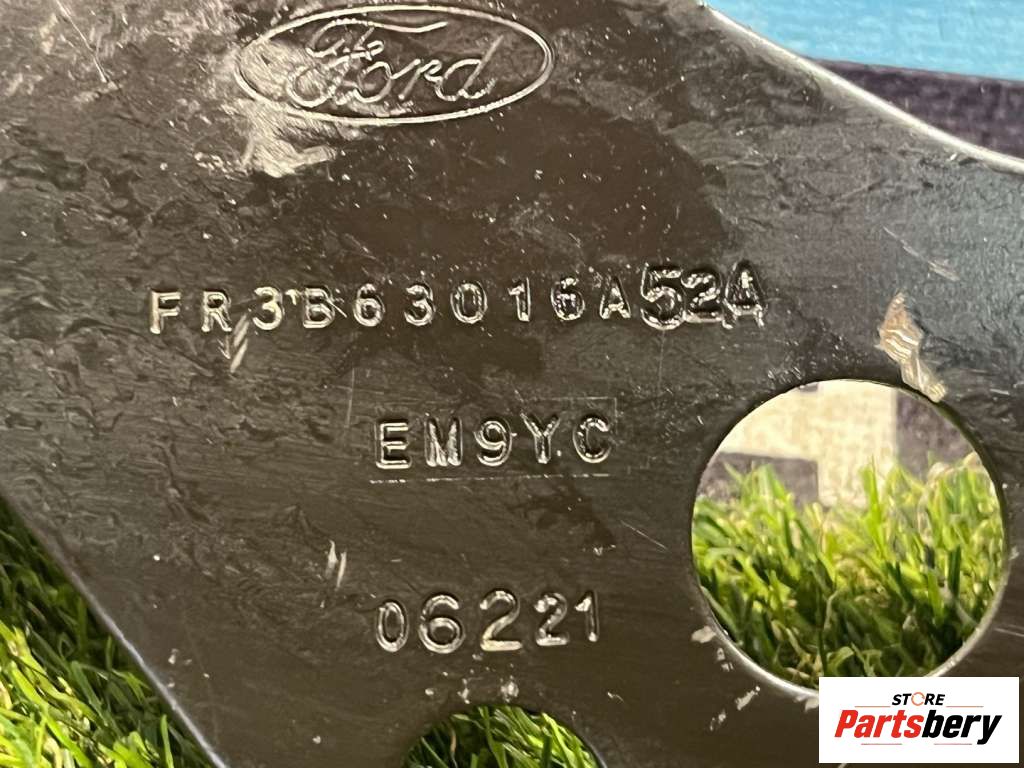 Ford
FR3B63016A52A
EM9YC
06221
STORE
Partsbery